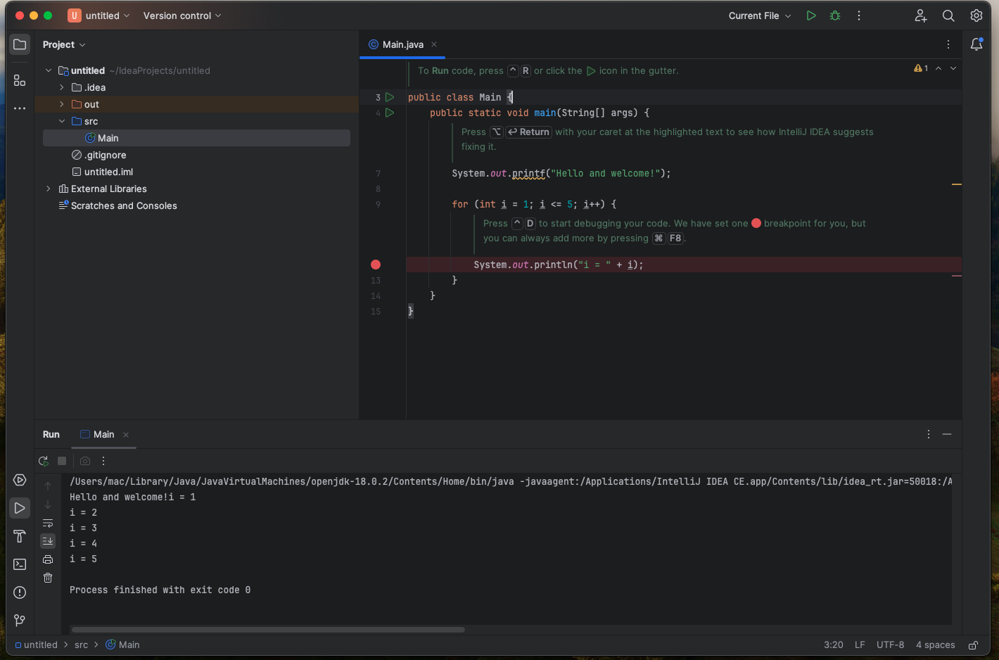 U untitled Version control Current File
Project
Main.java
untitled ~/IdeaProjects/untitled
.idea
out
src
Main
.gitignore
untitled.iml
External Libraries
Scratches and Consoles
To Run code, press ^ R or click the icon in the gutter.
1
3 public class Main {
4 public static void main(String[] args) {
Press ⌥ ↩ Return with your caret at the highlighted text to see how IntelliJ IDEA suggests
fixing it.
7 System.out.printf("Hello and welcome!");
8
9 for (int i = 1; i <= 5; i++) {
Press ^ D to start debugging your code. We have set one breakpoint for you, but
you can always add more by pressing ⌘ F8.
System.out.println("i = " + i);
13 }
14 }
15 }
Run Main
/Users/mac/Library/Java/JavaVirtualMachines/openjdk-18.0.2/Contents/Home/bin/java -javaagent:/Applications/IntelliJ IDEA CE.app/Contents/lib/idea_rt.jar=50018:/A
Hello and welcome!i = 1
i = 2
i = 3
i = 4
i = 5
Process finished with exit code 0
untitled > src > Main
3:20 LF UTF-8 4 spaces